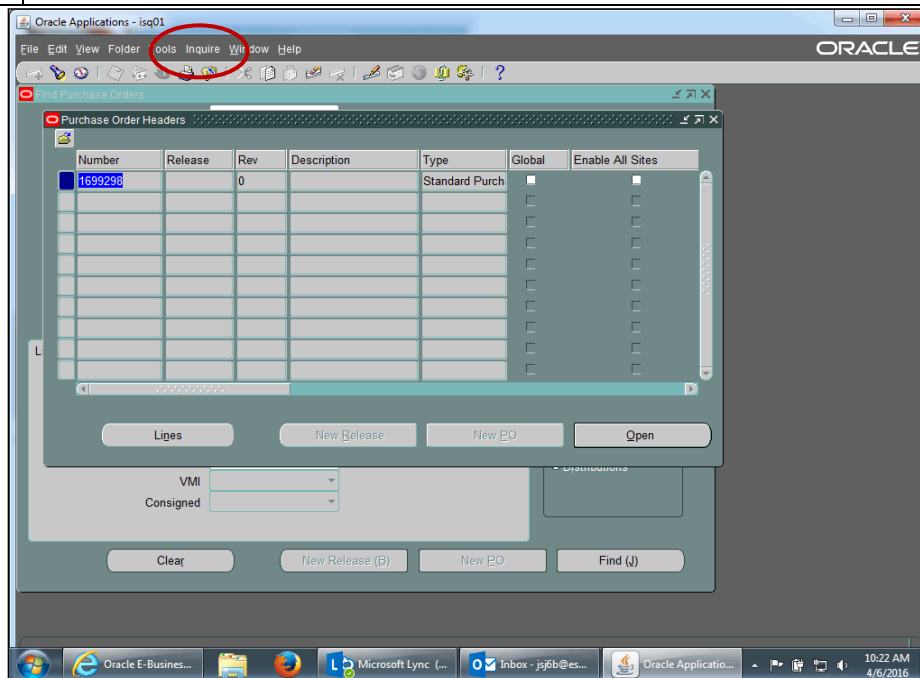 Oracle Applications - isq01
File Edit View Folder Tools Inquire Window Help
ORACLE
Find Purchase Orders
Purchase Order Headers
Number Release Rev Description Type Global Enable All Sites
1699298 0 Standard Purch
L
Lines New Release New PO Open
Distributions
VMI
Consigned
Clear New Release (B) New PO Find (J)
Oracle E-Busines... Microsoft Lync (... Inbox - jsj6b@es... Oracle Applicatio... 10:22 AM
4/6/2016